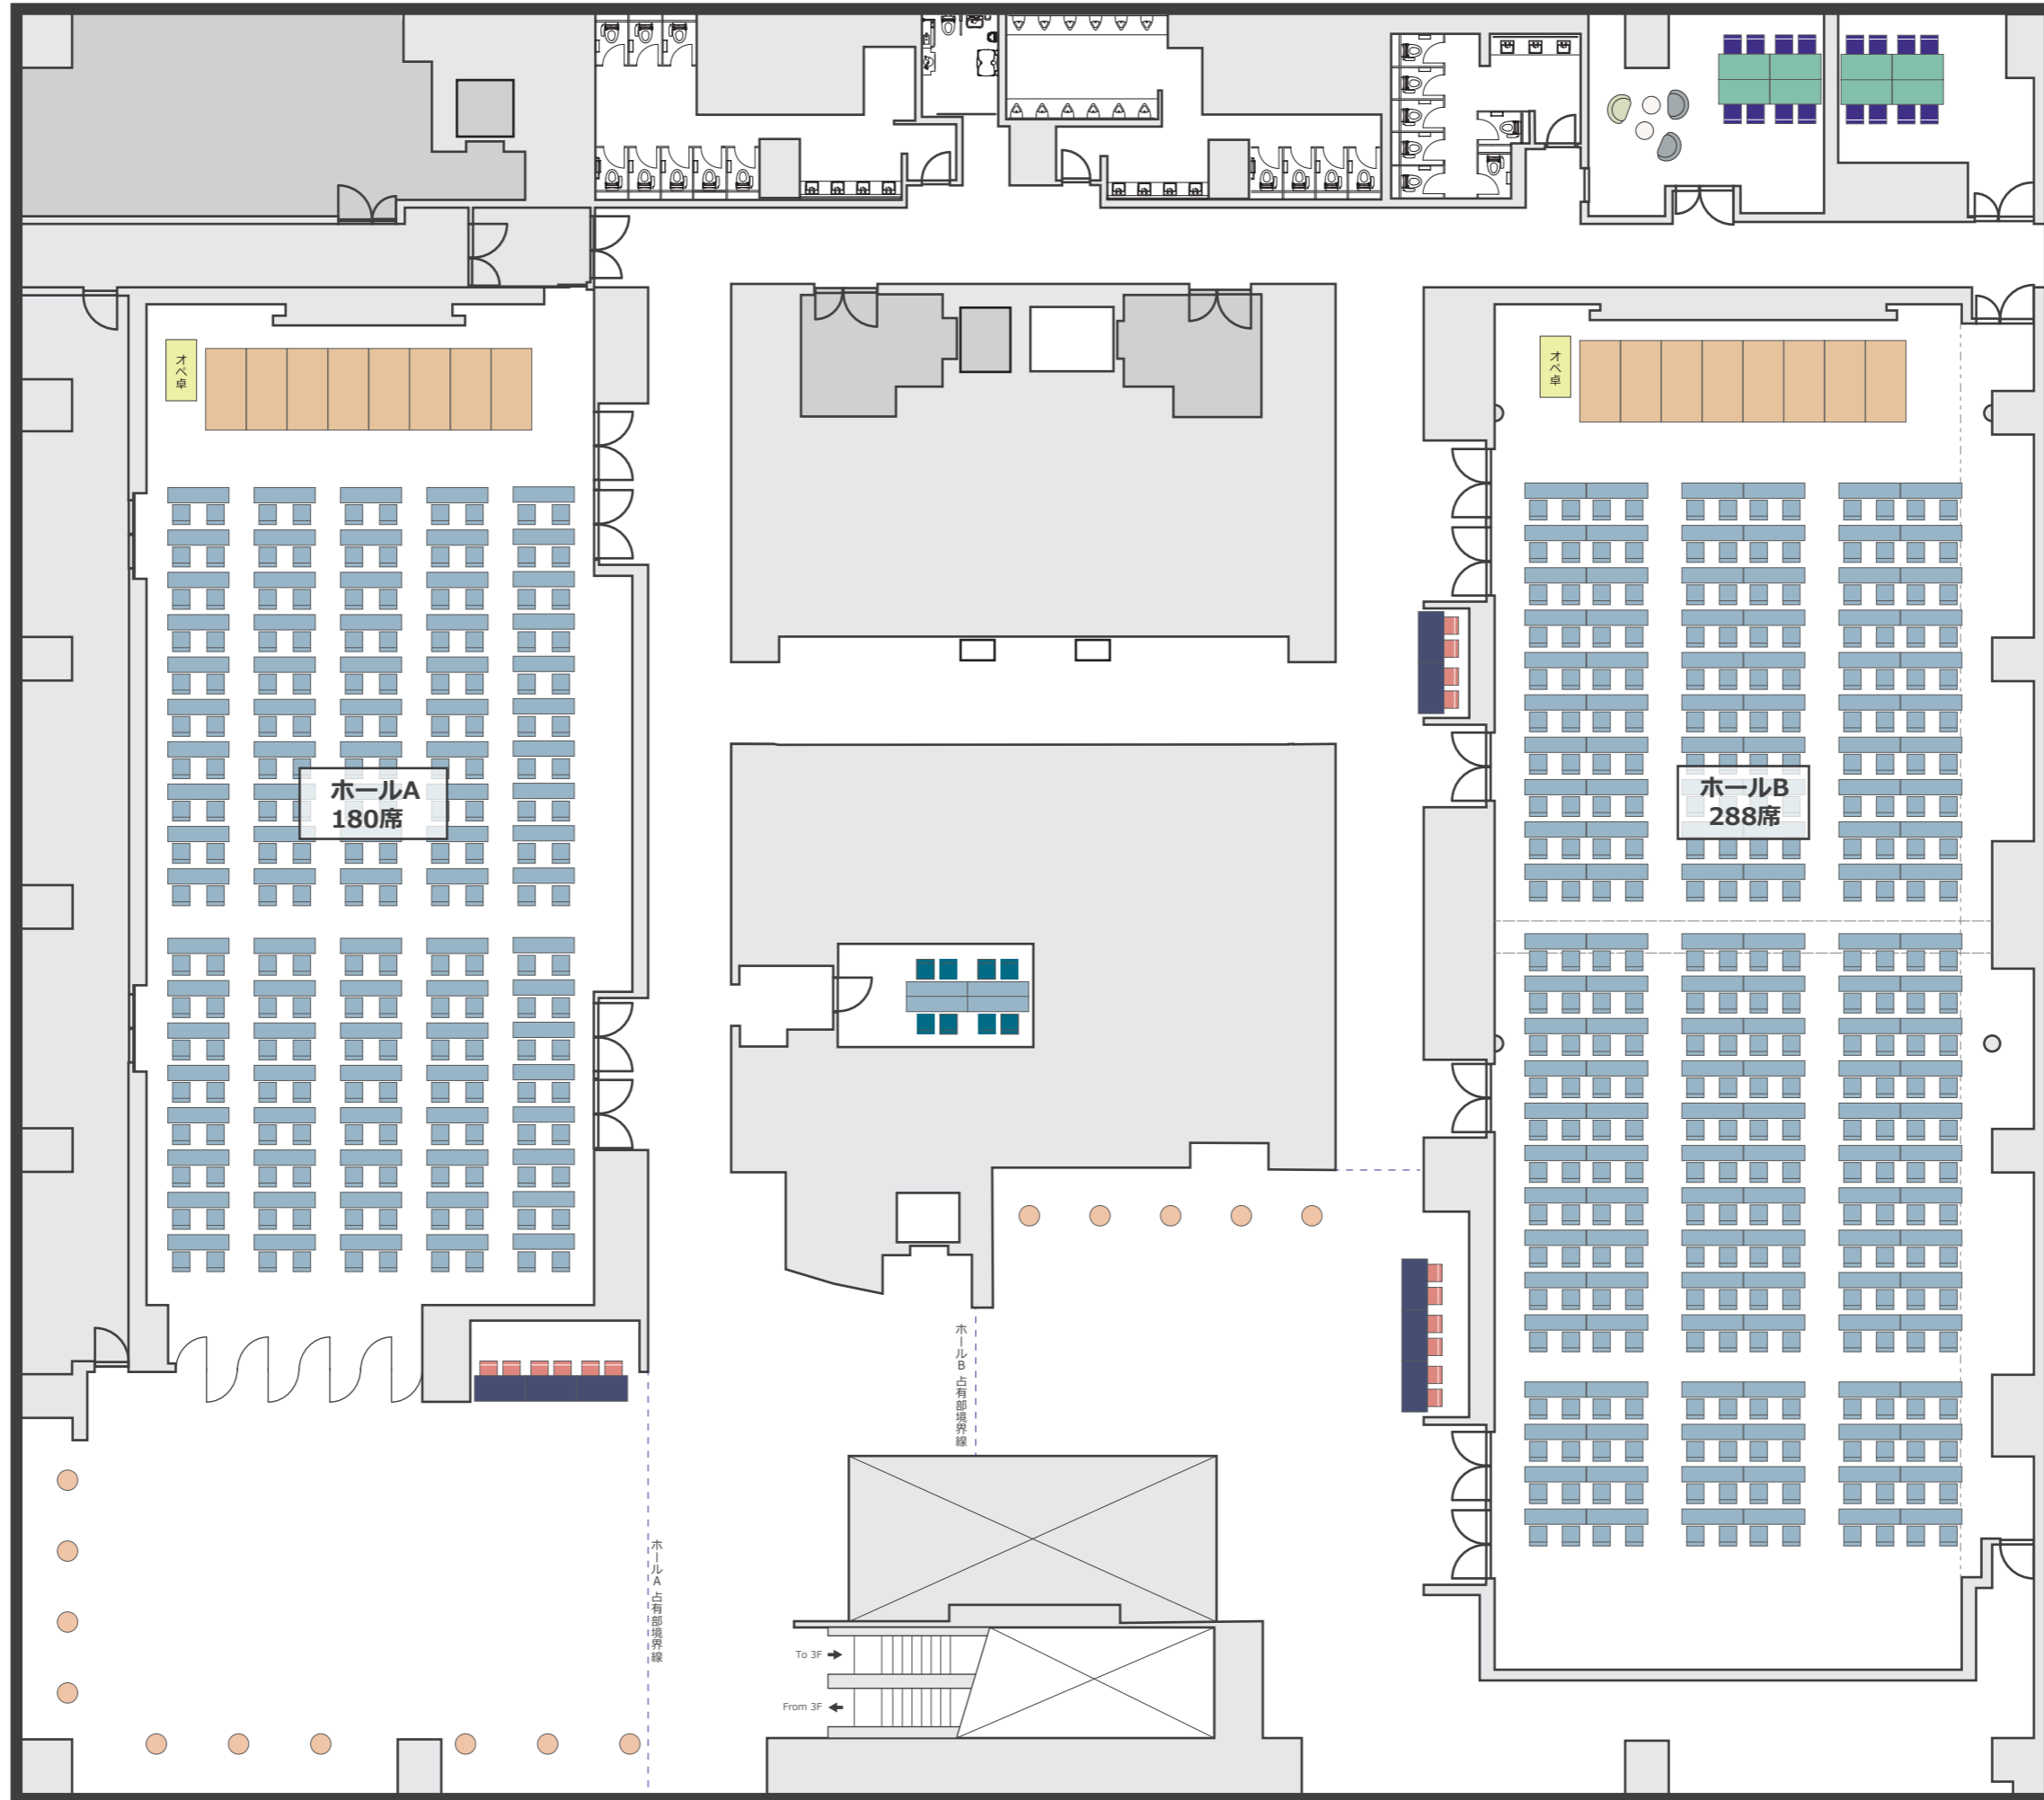 オペ卓
オペ卓
ホールA
180席
ホールB
288席
ホールB 占有部境界線
ホールA 占有部境界線
To 3F
From 3F